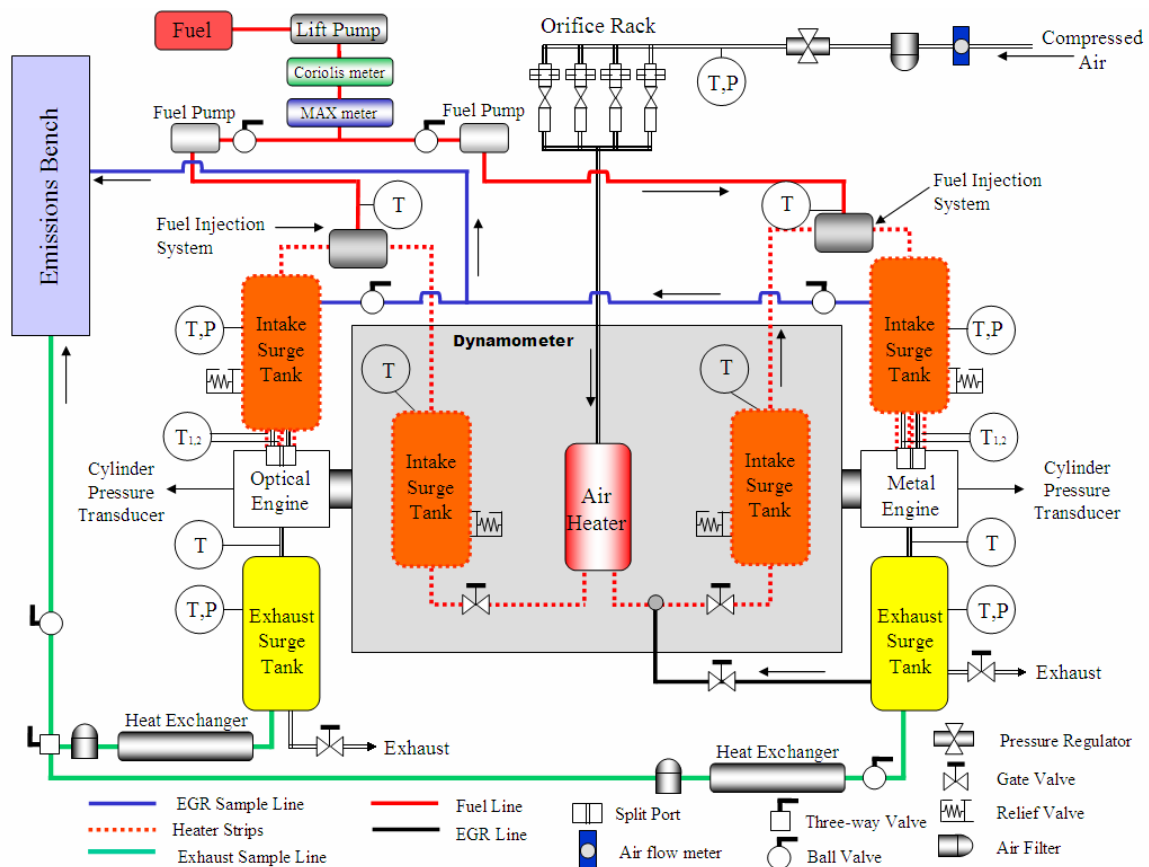 Fuel
Lift Pump
Orifice Rack
Compressed
Air
Coriolis meter
T,P
MAX meter
Fuel Pump
Fuel Pump
Emissions Bench
T
T
Fuel Injection
System
Fuel Injection
System
Intake
Surge
Tank
T,P
Dynamometer
Intake
Surge
Tank
T,P
T
T
T1,2
Intake
Surge
Tank
Air
Heater
Intake
Surge
Tank
T1,2
Cylinder
Pressure
Transducer
Optical
Engine
Metal
Engine
Cylinder
Pressure
Transducer
T
T
T,P
Exhaust
Surge
Tank
Exhaust
Surge
Tank
T,P
Exhaust
Heat Exchanger
Exhaust
Heat Exchanger
Pressure Regulator
Gate Valve
EGR Sample Line
Fuel Line
Split Port
Three-way Valve
Relief Valve
Heater Strips
EGR Line
Exhaust Sample Line
Air flow meter
Ball Valve
Air Filter